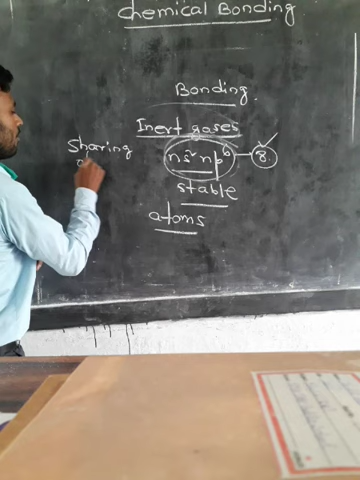 Chemical Bonding
Bonding.
Inert gases
ns² np⁶ — 8.
stable
atoms
Sharing